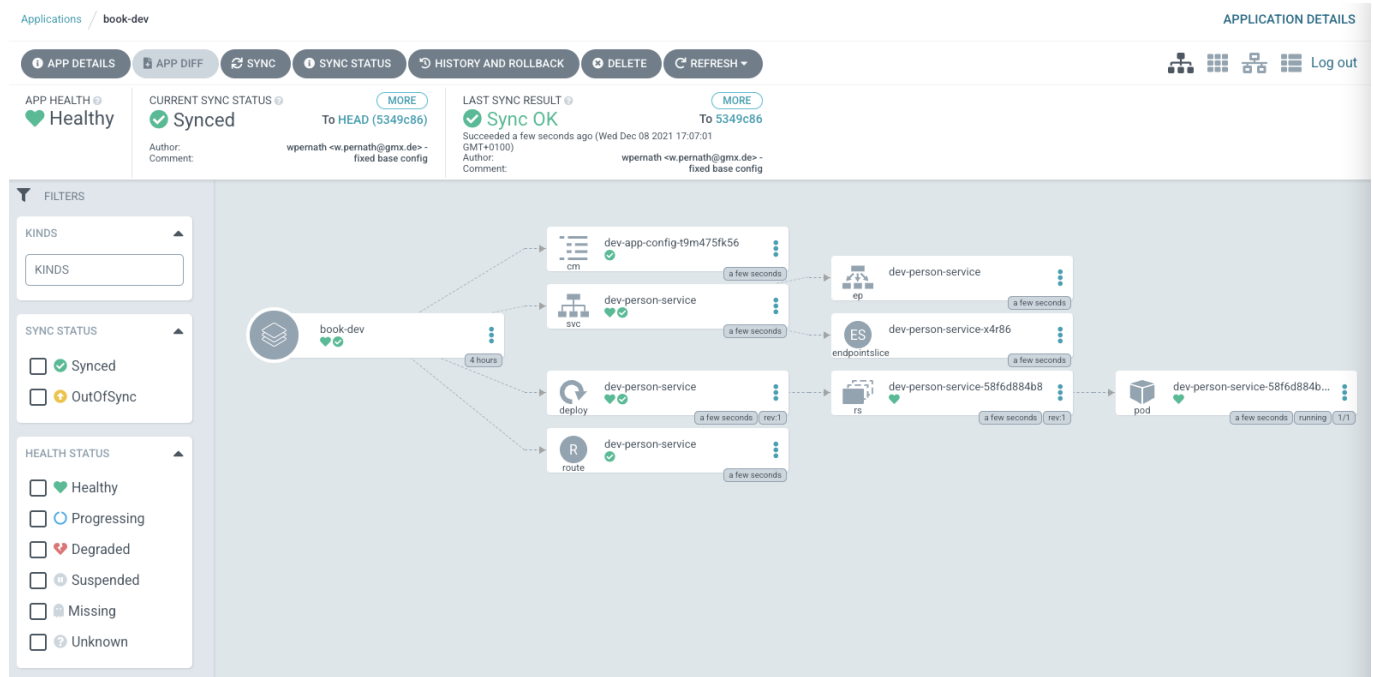 Applications / book-dev
APPLICATION DETAILS
APP DETAILS
APP DIFF
SYNC
SYNC STATUS
HISTORY AND ROLLBACK
DELETE
REFRESH
Log out
APP HEALTH
Healthy
CURRENT SYNC STATUS
MORE
Synced
To HEAD (5349c86)
Author: wpernath <w.pernath@gmx.de> -
Comment: fixed base config
LAST SYNC RESULT
MORE
Sync OK
To 5349c86
Succeeded a few seconds ago (Wed Dec 08 2021 17:07:01
GMT+0100)
Author: wpernath <w.pernath@gmx.de> -
Comment: fixed base config
FILTERS
KINDS
KINDS
SYNC STATUS
Synced
OutOfSync
HEALTH STATUS
Healthy
Progressing
Degraded
Suspended
Missing
Unknown
book-dev
4 hours
dev-app-config-t9m475fk56
cm
a few seconds
dev-person-service
svc
a few seconds
dev-person-service
ep
a few seconds
ES
dev-person-service-x4r86
endpointslice
a few seconds
dev-person-service
deploy
a few seconds
rev:1
dev-person-service-58f6d884b8
rs
a few seconds
rev:1
dev-person-service-58f6d884b...
pod
a few seconds
running
1/1
R
dev-person-service
route
a few seconds